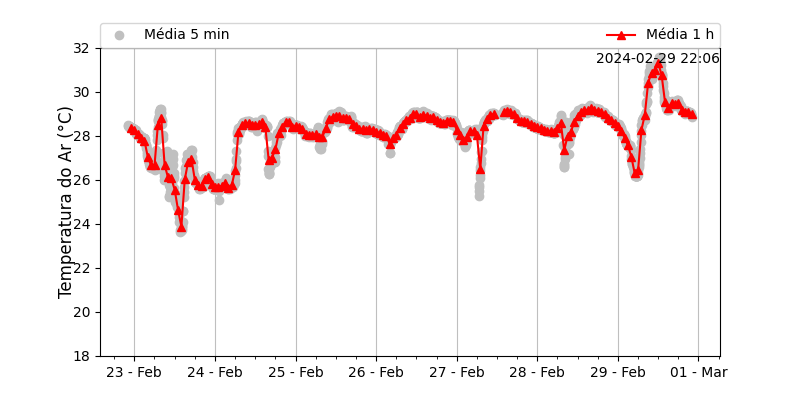 Média 5 min
Média 1 h
2024-02-29 22:06
Temperatura do Ar (°C)
32
30
28
26
24
22
20
18
23 - Feb
24 - Feb
25 - Feb
26 - Feb
27 - Feb
28 - Feb
29 - Feb
01 - Mar